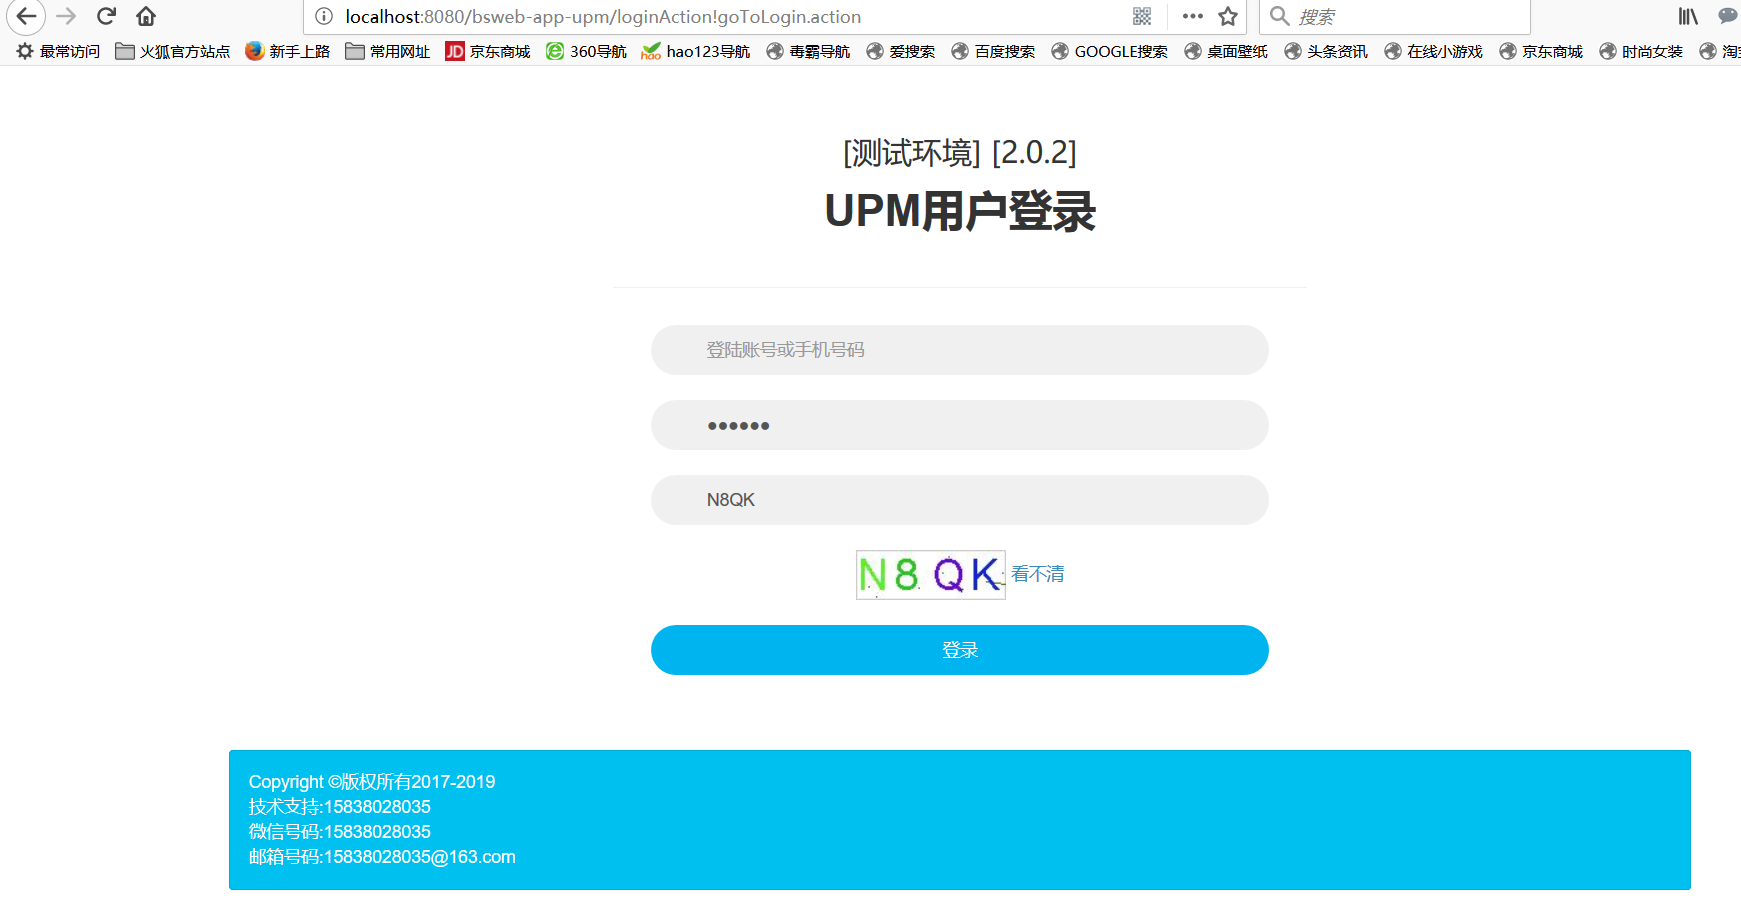 localhost:8080/bsweb-app-upm/loginAction!goToLogin.action
搜索
最常访问 火狐官方站点 新手上路 常用网址 JD 京东商城 360导航 hao hao123导航 毒霸导航 爱搜索 百度搜索 GOOGLE搜索 桌面壁纸 头条资讯 在线小游戏 京东商城 时尚女装
[测试环境] [2.0.2]
UPM用户登录
登陆账号或手机号码
••••••
N8QK
N8QK 看不清
登录
Copyright ©版权所有2017-2019
技术支持:15838028035
微信号码:15838028035
邮箱号码:15838028035@163.com